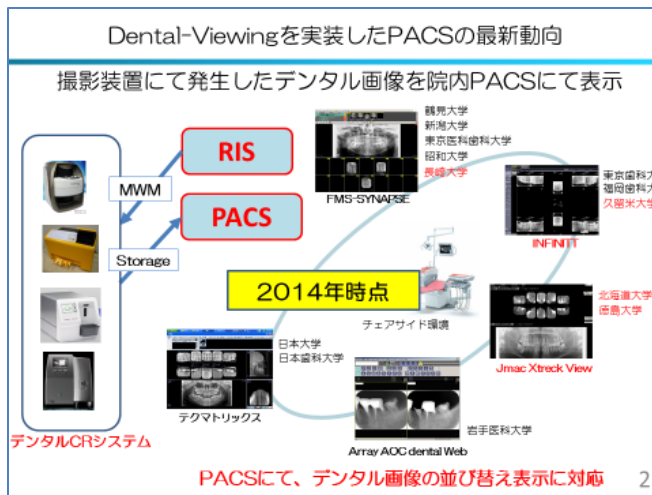 Dental-Viewingを実装したPACSの最新動向
撮影装置にて発生したデンタル画像を院内PACSにて表示
RIS
MWM
PACS
Storage
デンタルCRシステム
鶴見大学
新潟大学
東京医科歯科大学
昭和大学
長崎大学
FMS-SYNAPSE
東京歯科大
福岡歯科大
久留米大学
INFINITT
2014年時点
チェアサイド環境
北海道大学
徳島大学
Jmac Xtreck View
日本大学
日本歯科大学
テクマトリックス
岩手医科大学
Array AOC dental Web
PACSにて、デンタル画像の並び替え表示に対応
2